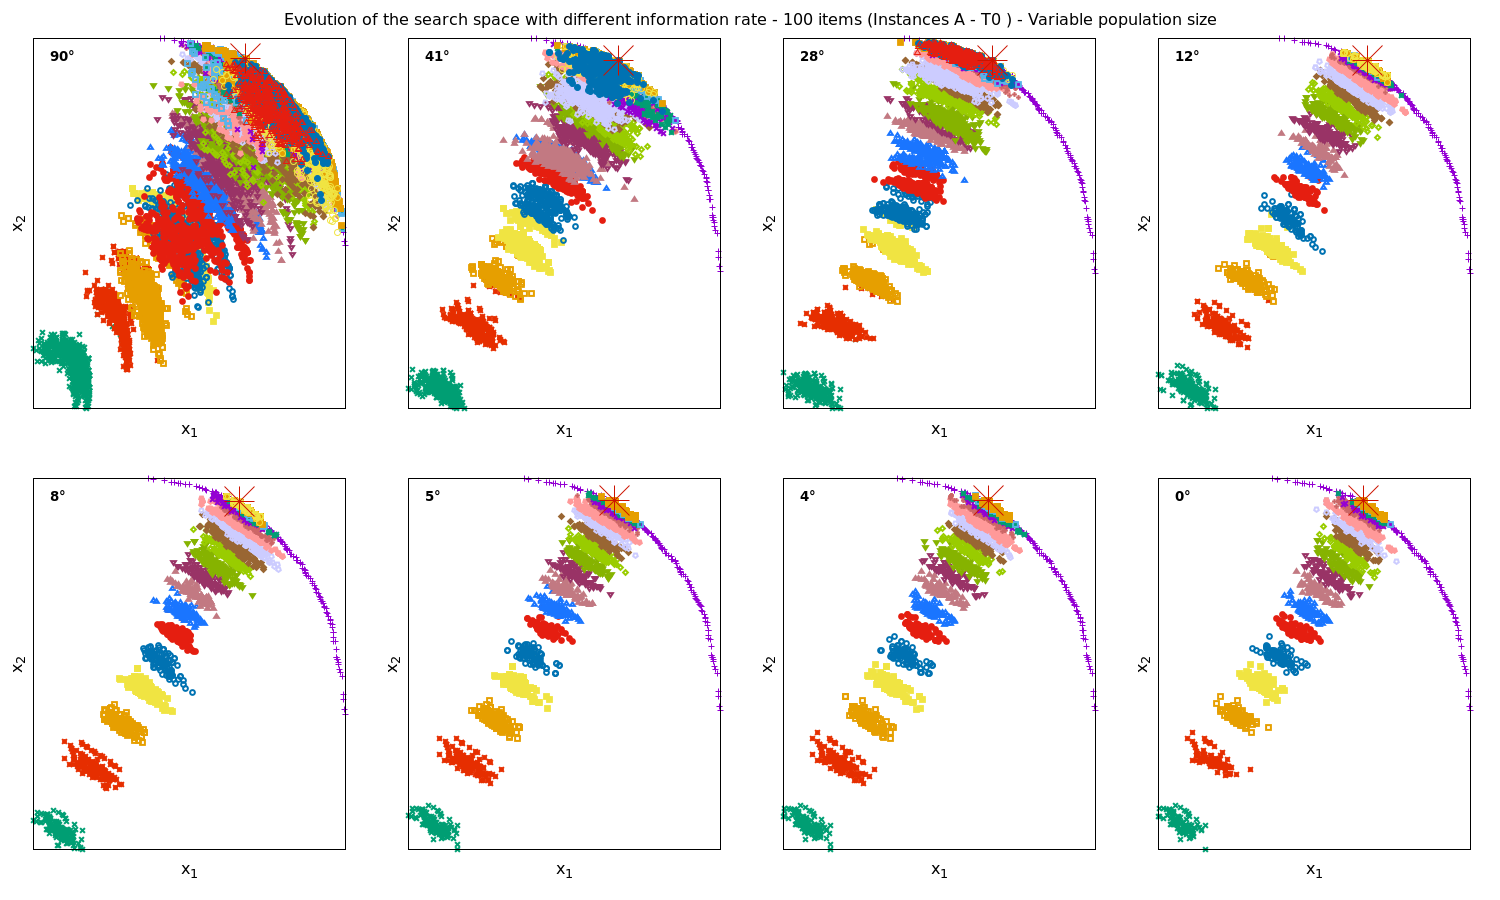 Evolution of the search space with different information rate - 100 items (Instances A - T0 ) - Variable population size
90°
41°
28°
12°
x2
x2
x2
x2
x1
x1
x1
x1
8°
5°
4°
0°
x2
x2
x2
x2
x1
x1
x1
x1